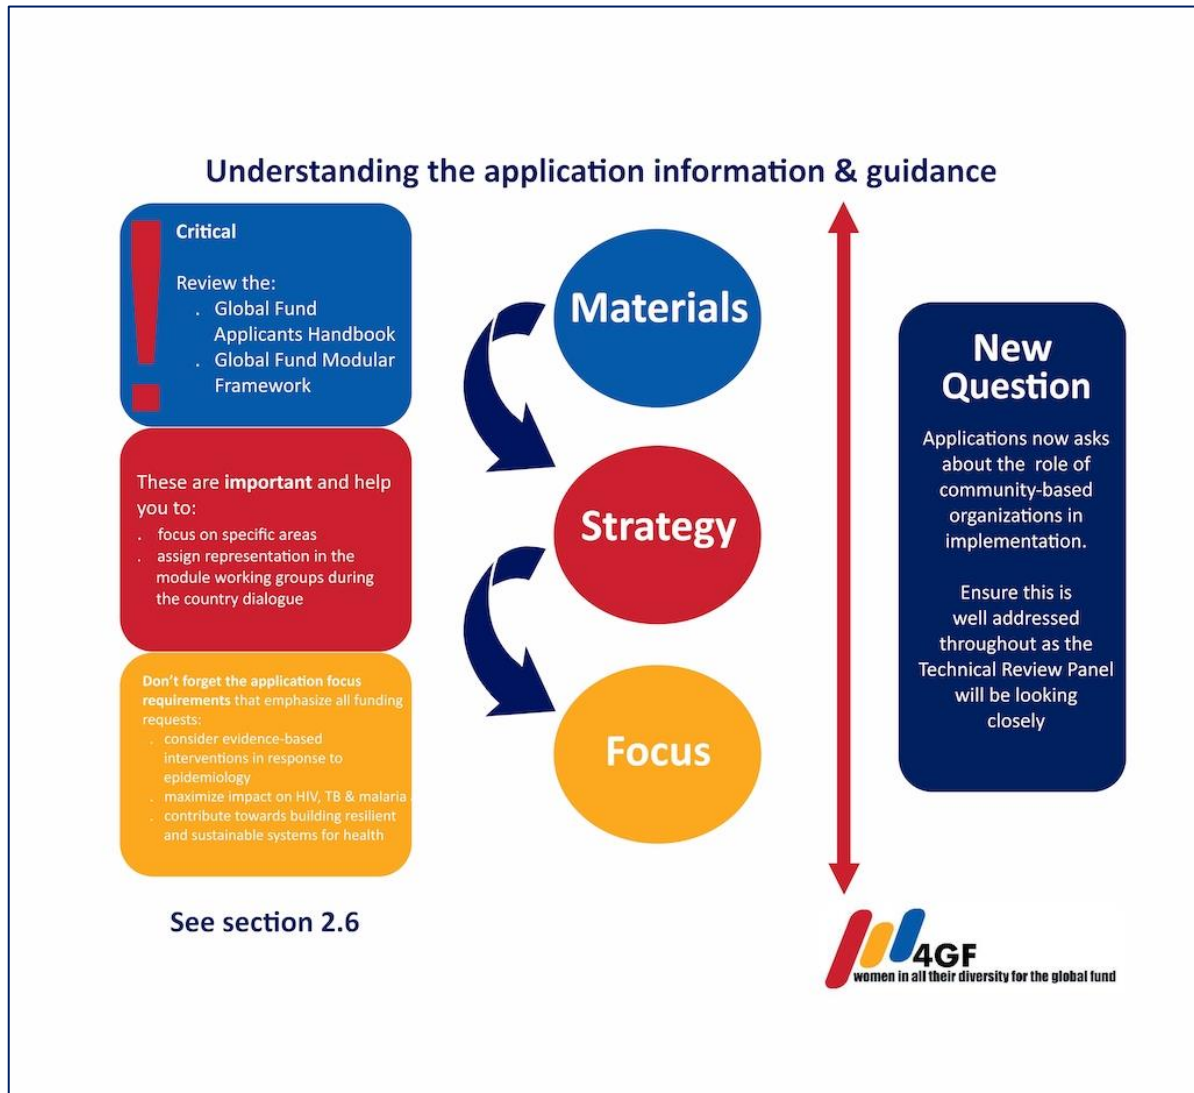 Understanding the application information & guidance
Critical
Review the:
. Global Fund
Applicants Handbook
. Global Fund Modular
Framework
These are important and help
you to:
. focus on specific areas
. assign representation in the
module working groups during
the country dialogue
Don't forget the application focus
requirements that emphasize all funding
requests:
. consider evidence-based
interventions in response to
epidemiology
. maximize impact on HIV, TB & malaria
. contribute towards building resilient
and sustainable systems for health
See section 2.6
Materials
Strategy
Focus
New
Question
Applications now asks
about the role of
community-based
organizations in
implementation.
Ensure this is
well addressed
throughout as the
Technical Review Panel
will be looking
closely
4GF
women in all their diversity for the global fund